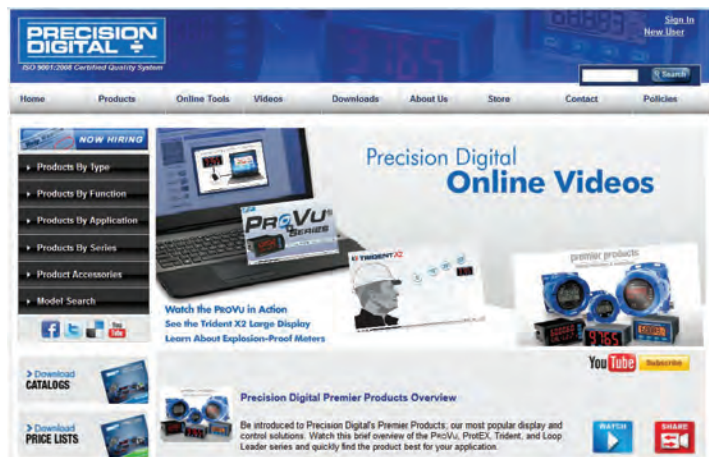 PRECISION
DIGITAL
ISO 9001:2008 Certified Quality System
Sign In
New User
Search
Home Products Online Tools Videos Downloads About Us Store Contact Policies
NOW HIRING
Products By Type
Products By Function
Products By Application
Products By Series
Product Accessories
Model Search
Precision Digital
Online Videos
PROVU®
SERIES
TRIDENT X2
premier products
Watch the PROVU in Action
See the Trident X2 Large Display
Learn About Explosion-Proof Meters
You Tube
You Tube Subscribe
Download
CATALOGS
Download
PRICE LISTS
Precision Digital Premier Products Overview
Be introduced to Precision Digital's Premier Products; our most popular display and
control solutions. Watch this brief overview of the PROVU, ProtEX, Trident, and Loop
Leader series and quickly find the product best for your application.
WATCH
SHARE